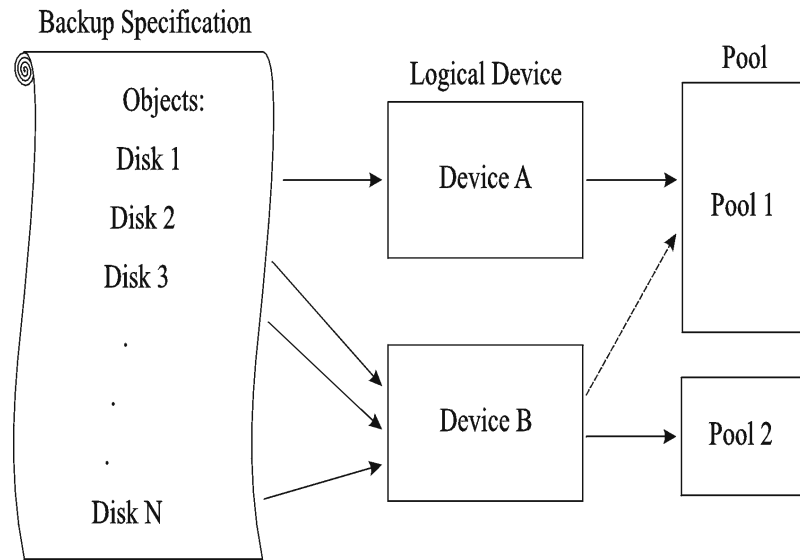 Backup Specification
Objects:
Disk 1
Disk 2
Disk 3
.
.
.
Disk N
Logical Device
Device A
Device B
Pool
Pool 1
Pool 2